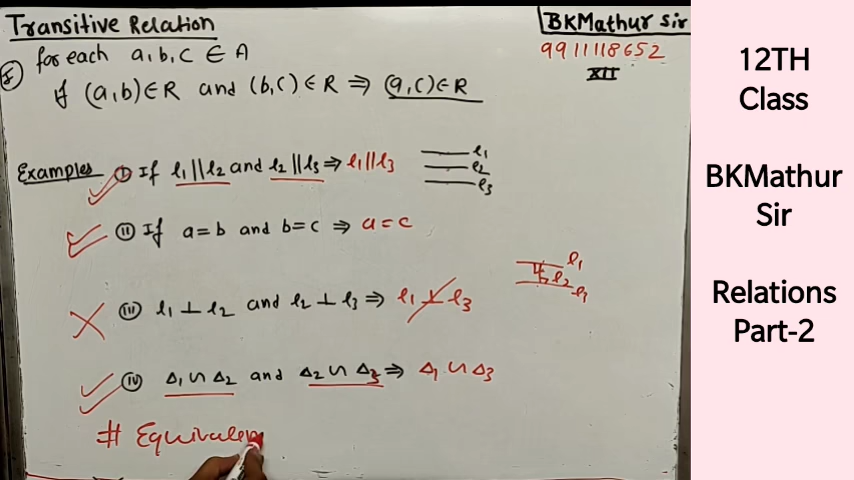 Transitive Relation
BKMathur Sir
9911118652
XII
for each a, b, c ∈ A
I
if (a,b) ∈ R and (b,c) ∈ R ⇒ (a,c) ∈ R
Examples (I) If l1 || l2 and l2 || l3 ⇒ l1 || l3
l1
l2
l3
(II) If a = b and b = c ⇒ a = c
(III) l1 ⊥ l2 and l2 ⊥ l3 ⇒ l1 ⊥ l3
l1
l2
l3
(IV) Δ1 ∽ Δ2 and Δ2 ∽ Δ3 ⇒ Δ1 ∽ Δ3
# Equivalen
12TH
Class
BKMathur
Sir
Relations
Part-2